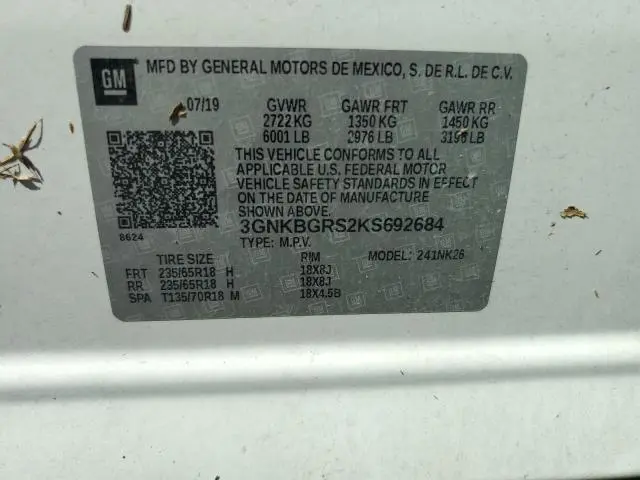 GM
MFD BY GENERAL MOTORS DE MEXICO, S. DE R.L. DE C.V.
07/19 GVWR GAWR FRT GAWR RR
2722 KG 1350 KG 1450 KG
6001 LB 2976 LB 3196 LB
THIS VEHICLE CONFORMS TO ALL
APPLICABLE U.S. FEDERAL MOTOR
VEHICLE SAFETY STANDARDS IN EFFECT
ON THE DATE OF MANUFACTURE
SHOWN ABOVE.
3GNKBGRS2KS692684
8624
TYPE: M.P.V. 241NK26
TIRE SIZE RIM
FRT 235/65R18 H 18X8J
RR 235/65R18 H 18X8J
SPA T135/70R18 M 18X4.5B